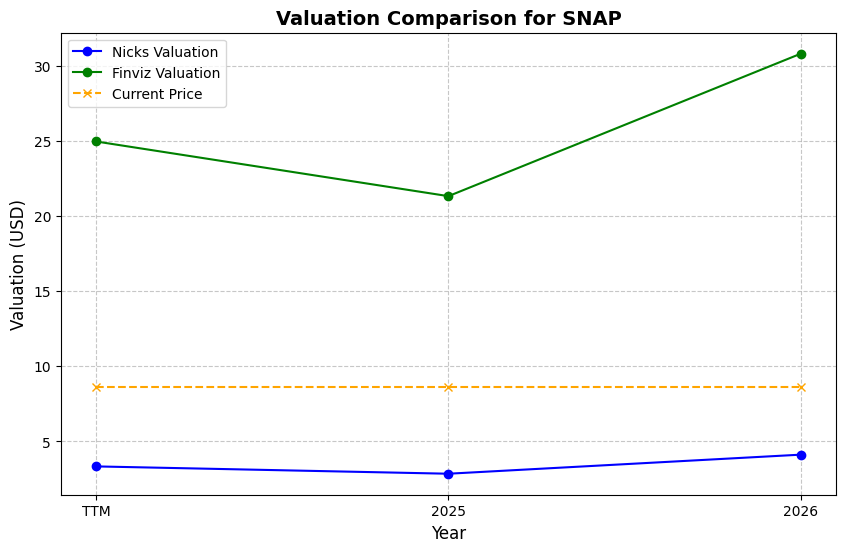 Valuation Comparison for SNAP
Nicks Valuation
Finviz Valuation
Current Price
Valuation (USD)
30
25
20
15
10
5
TTM
2025
2026
Year